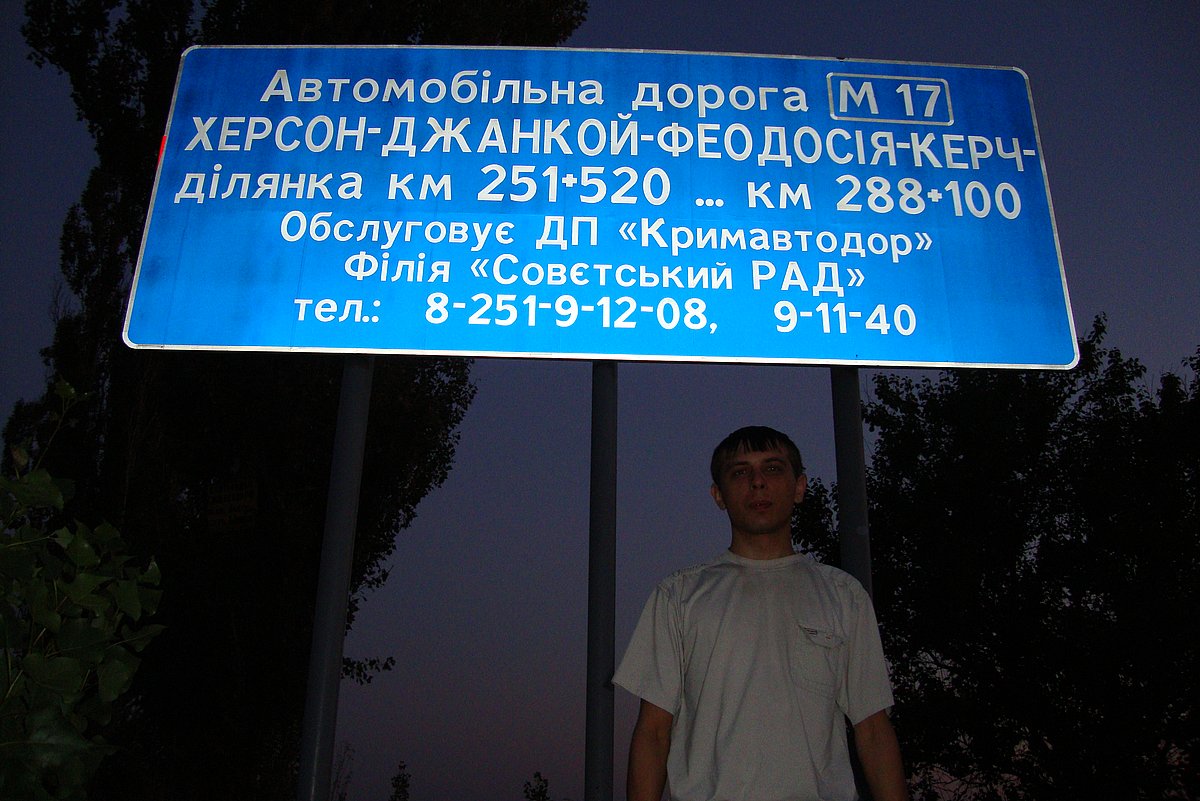 Автомобільна дорога М 17
ХЕРСОН-ДЖАНКОЙ-ФЕОДОСІЯ-КЕРЧ-
ділянка км 251+520 ... км 288+100
Обслуговує ДП «Кримавтодор»
Філія «Совєтський РАД»
тел.: 8-251-9-12-08, 9-11-40